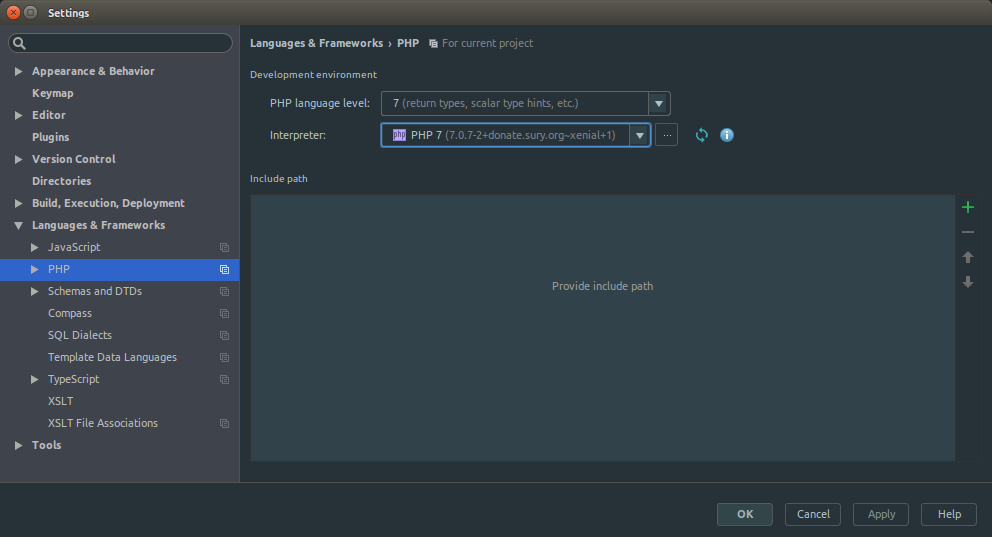 Settings
Languages & Frameworks › PHP For current project
Appearance & Behavior
Keymap
Editor
Plugins
Version Control
Directories
Build, Execution, Deployment
Languages & Frameworks
JavaScript
PHP
Schemas and DTDs
Compass
SQL Dialects
Template Data Languages
TypeScript
XSLT
XSLT File Associations
Tools
Development environment
PHP language level: 7 (return types, scalar type hints, etc.)
Interpreter: php PHP 7 (7.0.7-2+donate.sury.org~xenial+1) ...
Include path
Provide include path
OK Cancel Apply Help